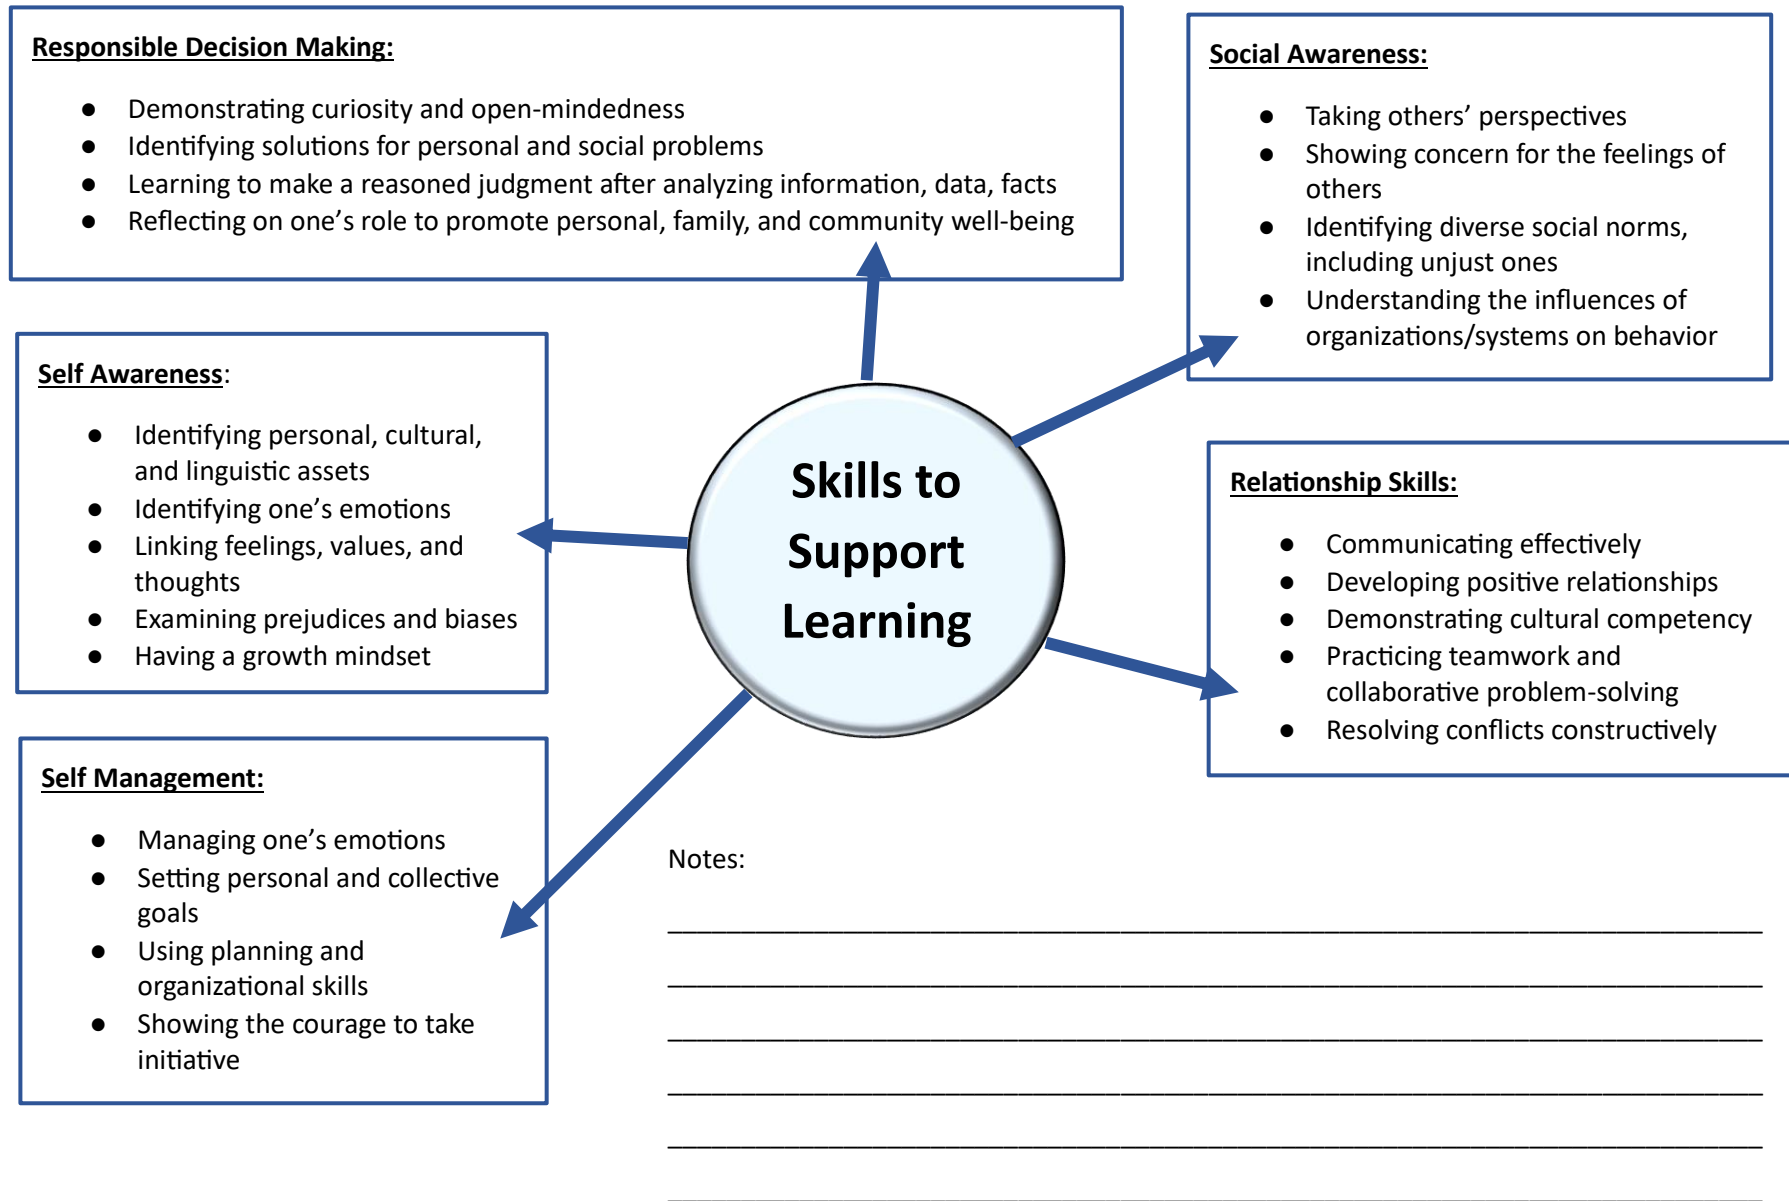 Responsible Decision Making:
● Demonstrating curiosity and open-mindedness
● Identifying solutions for personal and social problems
● Learning to make a reasoned judgment after analyzing information, data, facts
● Reflecting on one’s role to promote personal, family, and community well-being
Social Awareness:
● Taking others’ perspectives
● Showing concern for the feelings of
others
● Identifying diverse social norms,
including unjust ones
● Understanding the influences of
organizations/systems on behavior
Self Awareness:
● Identifying personal, cultural,
and linguistic assets
● Identifying one’s emotions
● Linking feelings, values, and
thoughts
● Examining prejudices and biases
● Having a growth mindset
Skills to
Support
Learning
Relationship Skills:
● Communicating effectively
● Developing positive relationships
● Demonstrating cultural competency
● Practicing teamwork and
collaborative problem-solving
● Resolving conflicts constructively
Self Management:
● Managing one’s emotions
● Setting personal and collective
goals
● Using planning and
organizational skills
● Showing the courage to take
initiative
Notes: